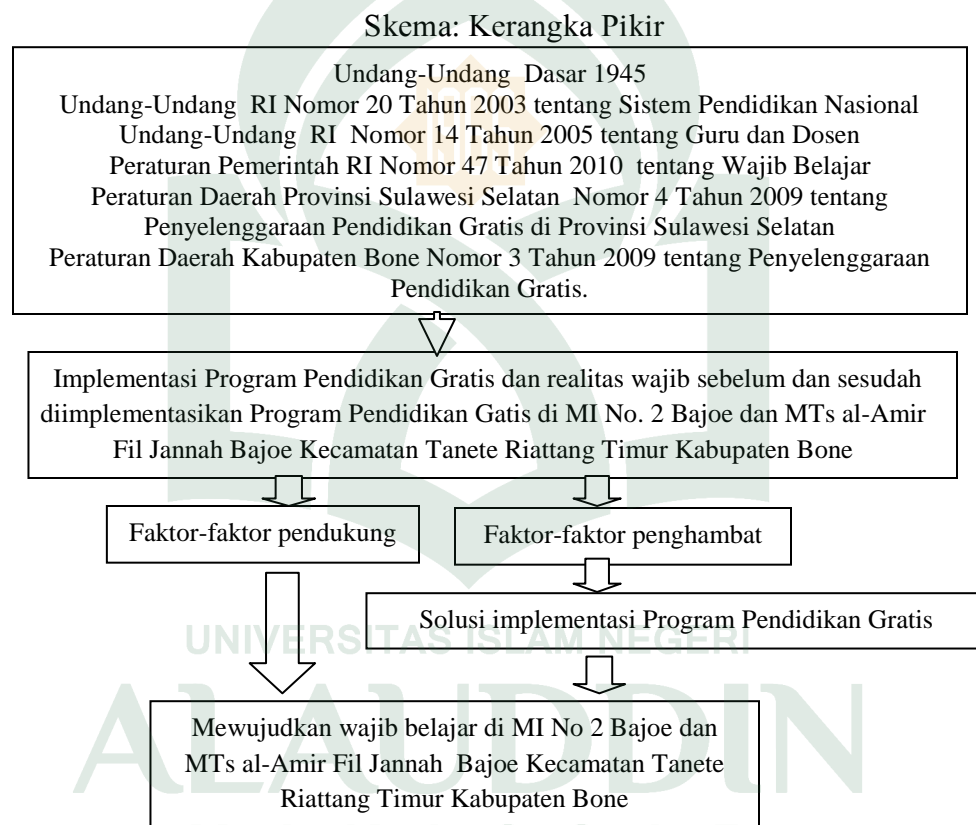 Skema: Kerangka Pikir
Undang-Undang Dasar 1945
Undang-Undang RI Nomor 20 Tahun 2003 tentang Sistem Pendidikan Nasional
Undang-Undang RI Nomor 14 Tahun 2005 tentang Guru dan Dosen
Peraturan Pemerintah RI Nomor 47 Tahun 2010 tentang Wajib Belajar
Peraturan Daerah Provinsi Sulawesi Selatan Nomor 4 Tahun 2009 tentang
Penyelenggaraan Pendidikan Gratis di Provinsi Sulawesi Selatan
Peraturan Daerah Kabupaten Bone Nomor 3 Tahun 2009 tentang Penyelenggaraan
Pendidikan Gratis.
Implementasi Program Pendidikan Gratis dan realitas wajib sebelum dan sesudah
diimplementasikan Program Pendidikan Gatis di MI No. 2 Bajoe dan MTs al-Amir
Fil Jannah Bajoe Kecamatan Tanete Riattang Timur Kabupaten Bone
Faktor-faktor pendukung
Faktor-faktor penghambat
Solusi implementasi Program Pendidikan Gratis
UNIVERSITAS ISLAM NEGERI
ALAUDDIN
Mewujudkan wajib belajar di MI No 2 Bajoe dan
MTs al-Amir Fil Jannah Bajoe Kecamatan Tanete
Riattang Timur Kabupaten Bone